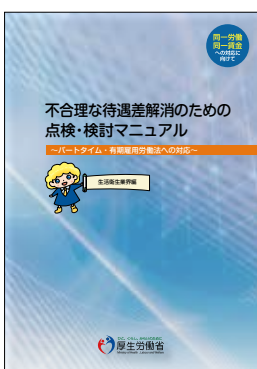 同一労働
同一賃金
への対応に
向けて
不合理な待遇差解消のための
点検・検討マニュアル
～パートタイム・有期雇用労働法への対応～
生活衛生業界編
厚生労働省